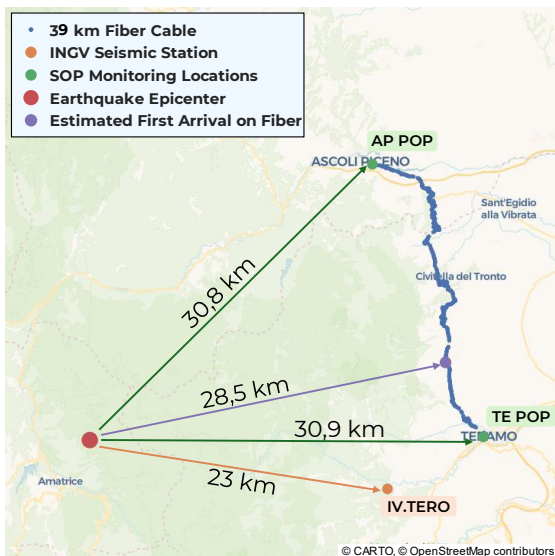 39 km Fiber Cable
INGV Seismic Station
SOP Monitoring Locations
Earthquake Epicenter
Estimated First Arrival on Fiber
AP POP
ASCOLI PICENO
Sant'Egidio
alla Vibrata
Civitella del Tronto
30,8 km
28,5 km
TE POP
30,9 km
TERAMO
23 km
Amatrice
IV.TERO
© CARTO, © OpenStreetMap contributors